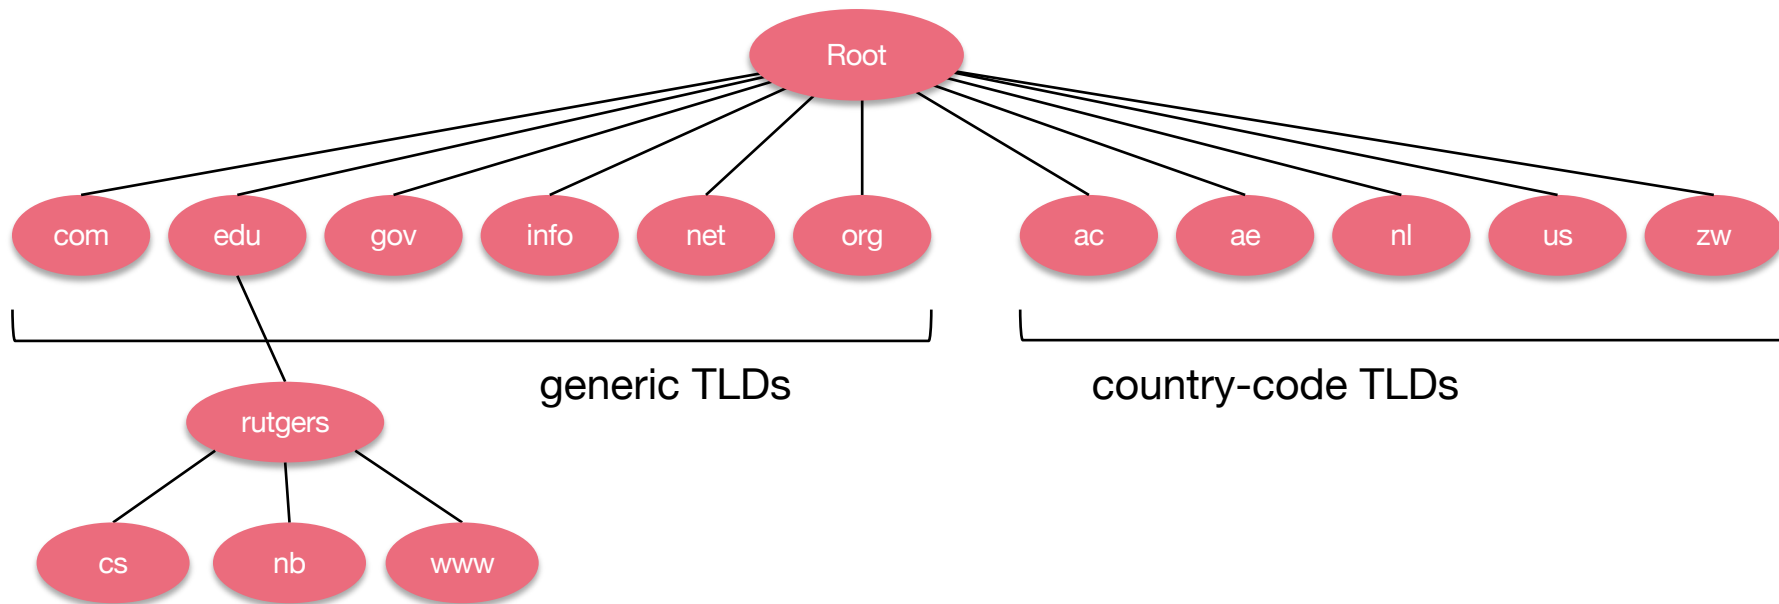 Root
com
edu
gov
info
net
org
ac
ae
nl
us
zw
generic TLDs
country-code TLDs
rutgers
cs
nb
www